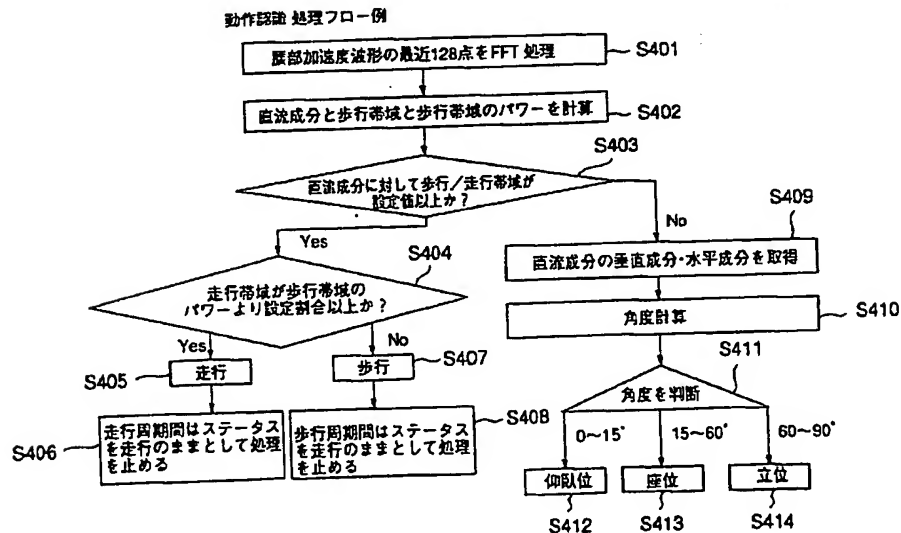 動作認識 処理フロー例
腰部加速度波形の最近128点をFFT 処理
S401
直流成分と歩行帯域と歩行帯域のパワーを計算
S402
S403
直流成分に対して歩行／走行帯域が
設定値以上か？
Yes
No
S404
走行帯域が歩行帯域の
パワーより設定割合以上か？
Yes
No
S405
走行
S407
歩行
S406
走行周期間はステータス
を走行のままとして処理
を止める
S408
歩行周期間はステータス
を走行のままとして処理
を止める
S409
直流成分の垂直成分・水平成分を取得
角度計算
S410
S411
角度を判断
0〜15°
15〜60°
60〜90°
仰臥位
座位
立位
S412
S413
S414